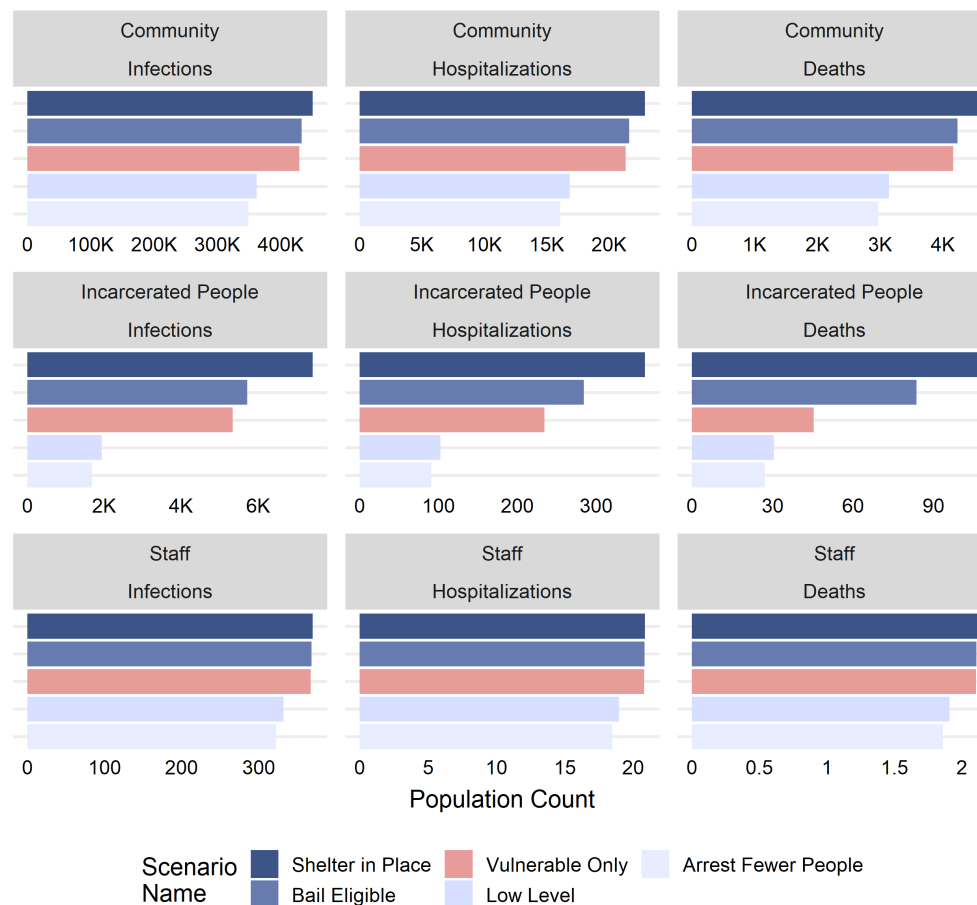 Community
Infections
Community
Hospitalizations
Community
Deaths
0 100K 200K 300K 400K
0 5K 10K 15K 20K
0 1K 2K 3K 4K
Incarcerated People
Infections
Incarcerated People
Hospitalizations
Incarcerated People
Deaths
0 2K 4K 6K
0 100 200 300
0 30 60 90
Staff
Infections
Staff
Hospitalizations
Staff
Deaths
0 100 200 300
0 5 10 15 20
0 0.5 1 1.5 2
Population Count
Scenario
Name
Shelter in Place
Bail Eligible
Vulnerable Only
Low Level
Arrest Fewer People